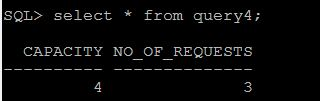 SQL> select * from query4;
CAPACITY NO_OF_REQUESTS
---------- --------------
4 3